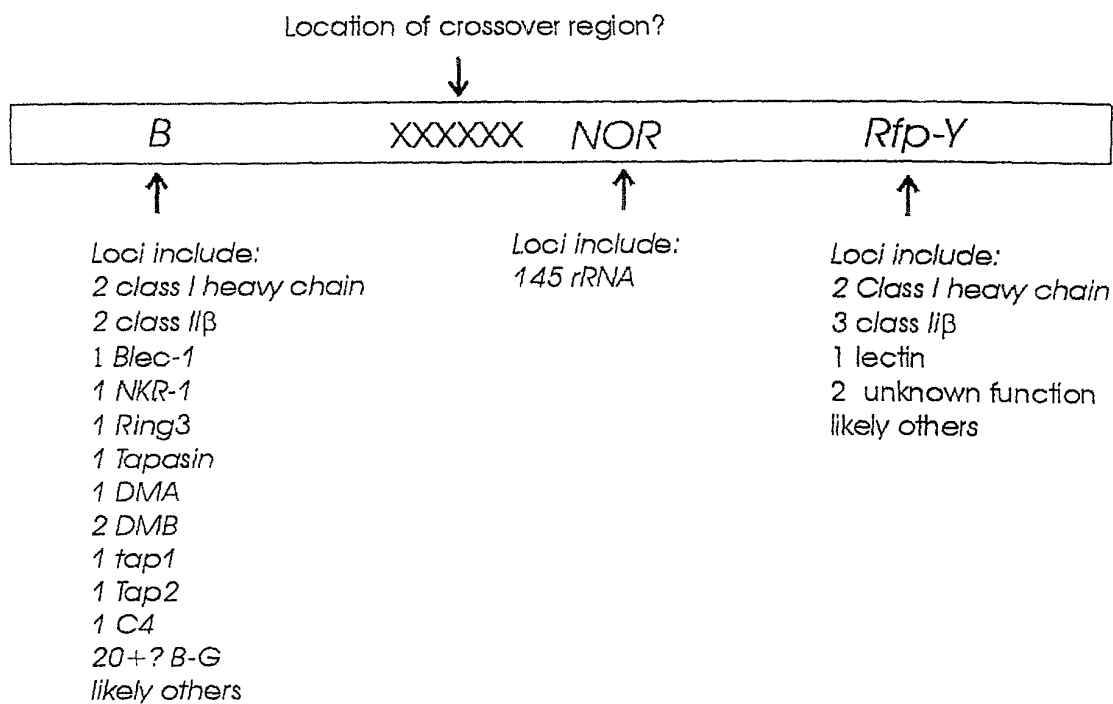 Location of crossover region?
B XXXXXX NOR Rfp-Y
Loci include:
2 class I heavy chain
2 class IIβ
1 Blec-1
1 NKR-1
1 Ring3
1 Tapasin
1 DMA
2 DMB
1 tap1
1 Tap2
1 C4
20+? B-G
likely others
Loci include:
145 rRNA
Loci include:
2 Class I heavy chain
3 class Iiβ
1 lectin
2 unknown function
likely others